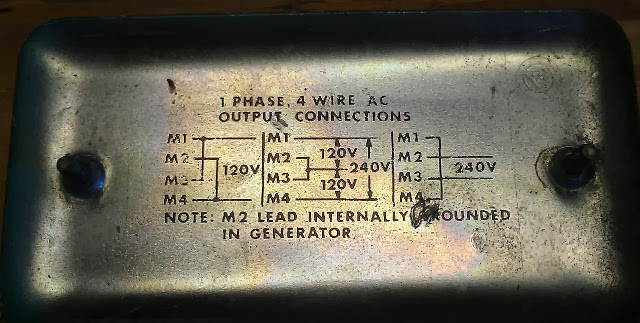 1 PHASE, 4 WIRE AC
OUTPUT CONNECTIONS
M1 M1 M1
M2 120V M2 120V 240V M2 240V
M3 M3 120V M3
M4 M4 M4
NOTE: M2 LEAD INTERNALLY
IN GENERATOR